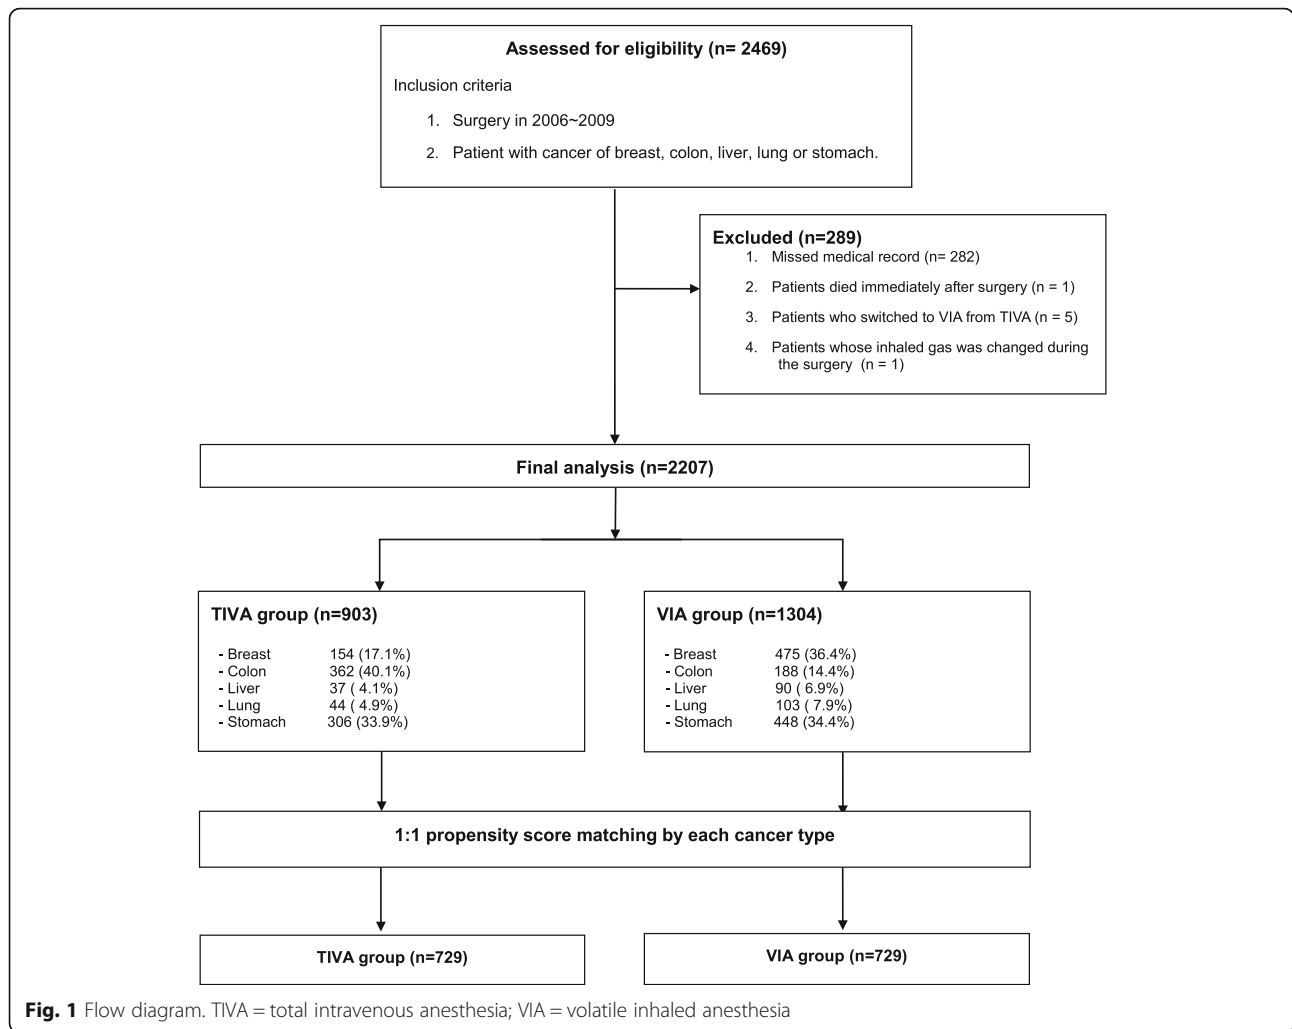 Assessed for eligibility (n= 2469)
Inclusion criteria
1. Surgery in 2006~2009
2. Patient with cancer of breast, colon, liver, lung or stomach.
Excluded (n=289)
1. Missed medical record (n= 282)
2. Patients died immediately after surgery (n = 1)
3. Patients who switched to VIA from TIVA (n = 5)
4. Patients whose inhaled gas was changed during
the surgery (n = 1)
Final analysis (n=2207)
TIVA group (n=903)
- Breast 154 (17.1%)
- Colon 362 (40.1%)
- Liver 37 ( 4.1%)
- Lung 44 ( 4.9%)
- Stomach 306 (33.9%)
VIA group (n=1304)
- Breast 475 (36.4%)
- Colon 188 (14.4%)
- Liver 90 ( 6.9%)
- Lung 103 ( 7.9%)
- Stomach 448 (34.4%)
1:1 propensity score matching by each cancer type
TIVA group (n=729)
VIA group (n=729)
Fig. 1 Flow diagram. TIVA = total intravenous anesthesia; VIA = volatile inhaled anesthesia